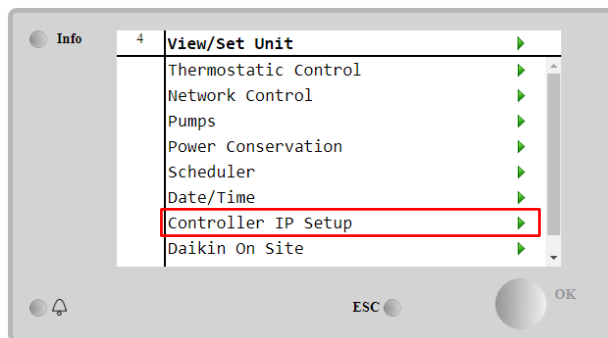 Info
4 View/Set Unit
Thermostatic Control
Network Control
Pumps
Power Conservation
Scheduler
Date/Time
Controller IP Setup
Daikin On Site
ESC
OK